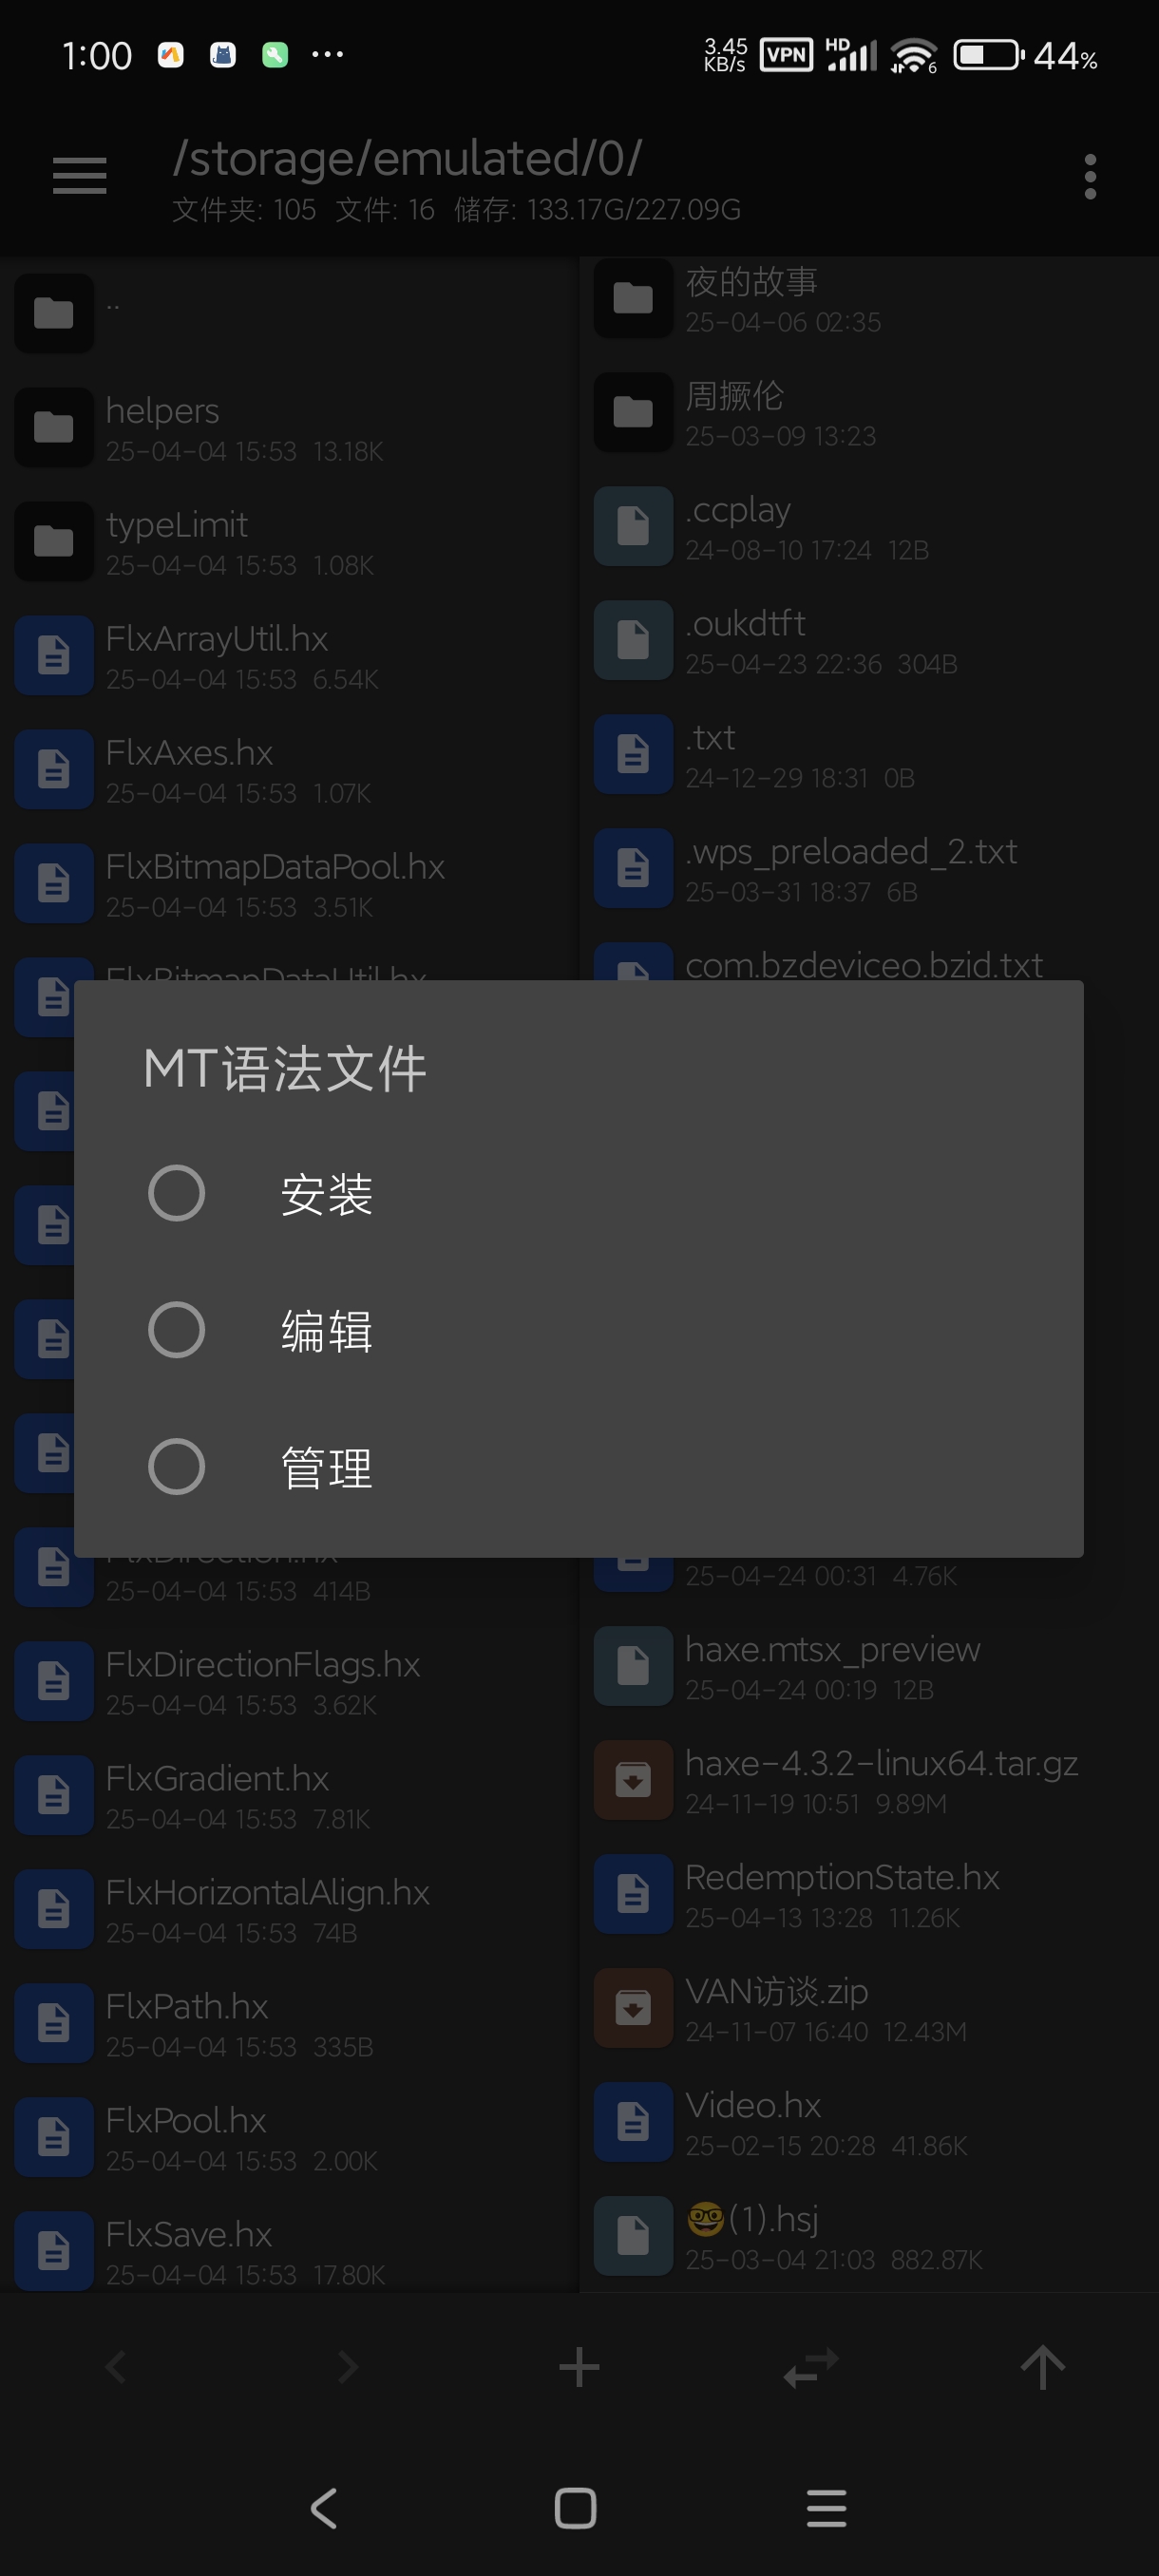 1:00
3.45
KB/s
VPN
HD
6
44%
/storage/emulated/0/
文件夹: 105 文件: 16 储存: 133.17G/227.09G
..
helpers
25-04-04 15:53 13.18K
typeLimit
25-04-04 15:53 1.08K
FlxArrayUtil.hx
25-04-04 15:53 6.54K
FlxAxes.hx
25-04-04 15:53 1.07K
FlxBitmapDataPool.hx
25-04-04 15:53 3.51K
FlxBitmapDataUtil.hx
夜的故事
25-04-06 02:35
周撅伦
25-03-09 13:23
.ccplay
24-08-10 17:24 12B
.oukdtft
25-04-23 22:36 304B
.txt
24-12-29 18:31 0B
.wps_preloaded_2.txt
25-03-31 18:37 6B
com.bzdeviceo.bzid.txt
MT语法文件
安装
编辑
管理
FlxDirection.hx
25-04-04 15:53 414B
FlxDirectionFlags.hx
25-04-04 15:53 3.62K
FlxGradient.hx
25-04-04 15:53 7.81K
FlxHorizontalAlign.hx
25-04-04 15:53 74B
FlxPath.hx
25-04-04 15:53 335B
FlxPool.hx
25-04-04 15:53 2.00K
FlxSave.hx
25-04-04 15:53 17.80K
25-04-24 00:31 4.76K
haxe.mtsx_preview
25-04-24 00:19 12B
haxe-4.3.2-linux64.tar.gz
24-11-19 10:51 9.89M
RedemptionState.hx
25-04-13 13:28 11.26K
VAN访谈.zip
24-11-07 16:40 12.43M
Video.hx
25-02-15 20:28 41.86K
🤓(1).hsj
25-03-04 21:03 882.87K